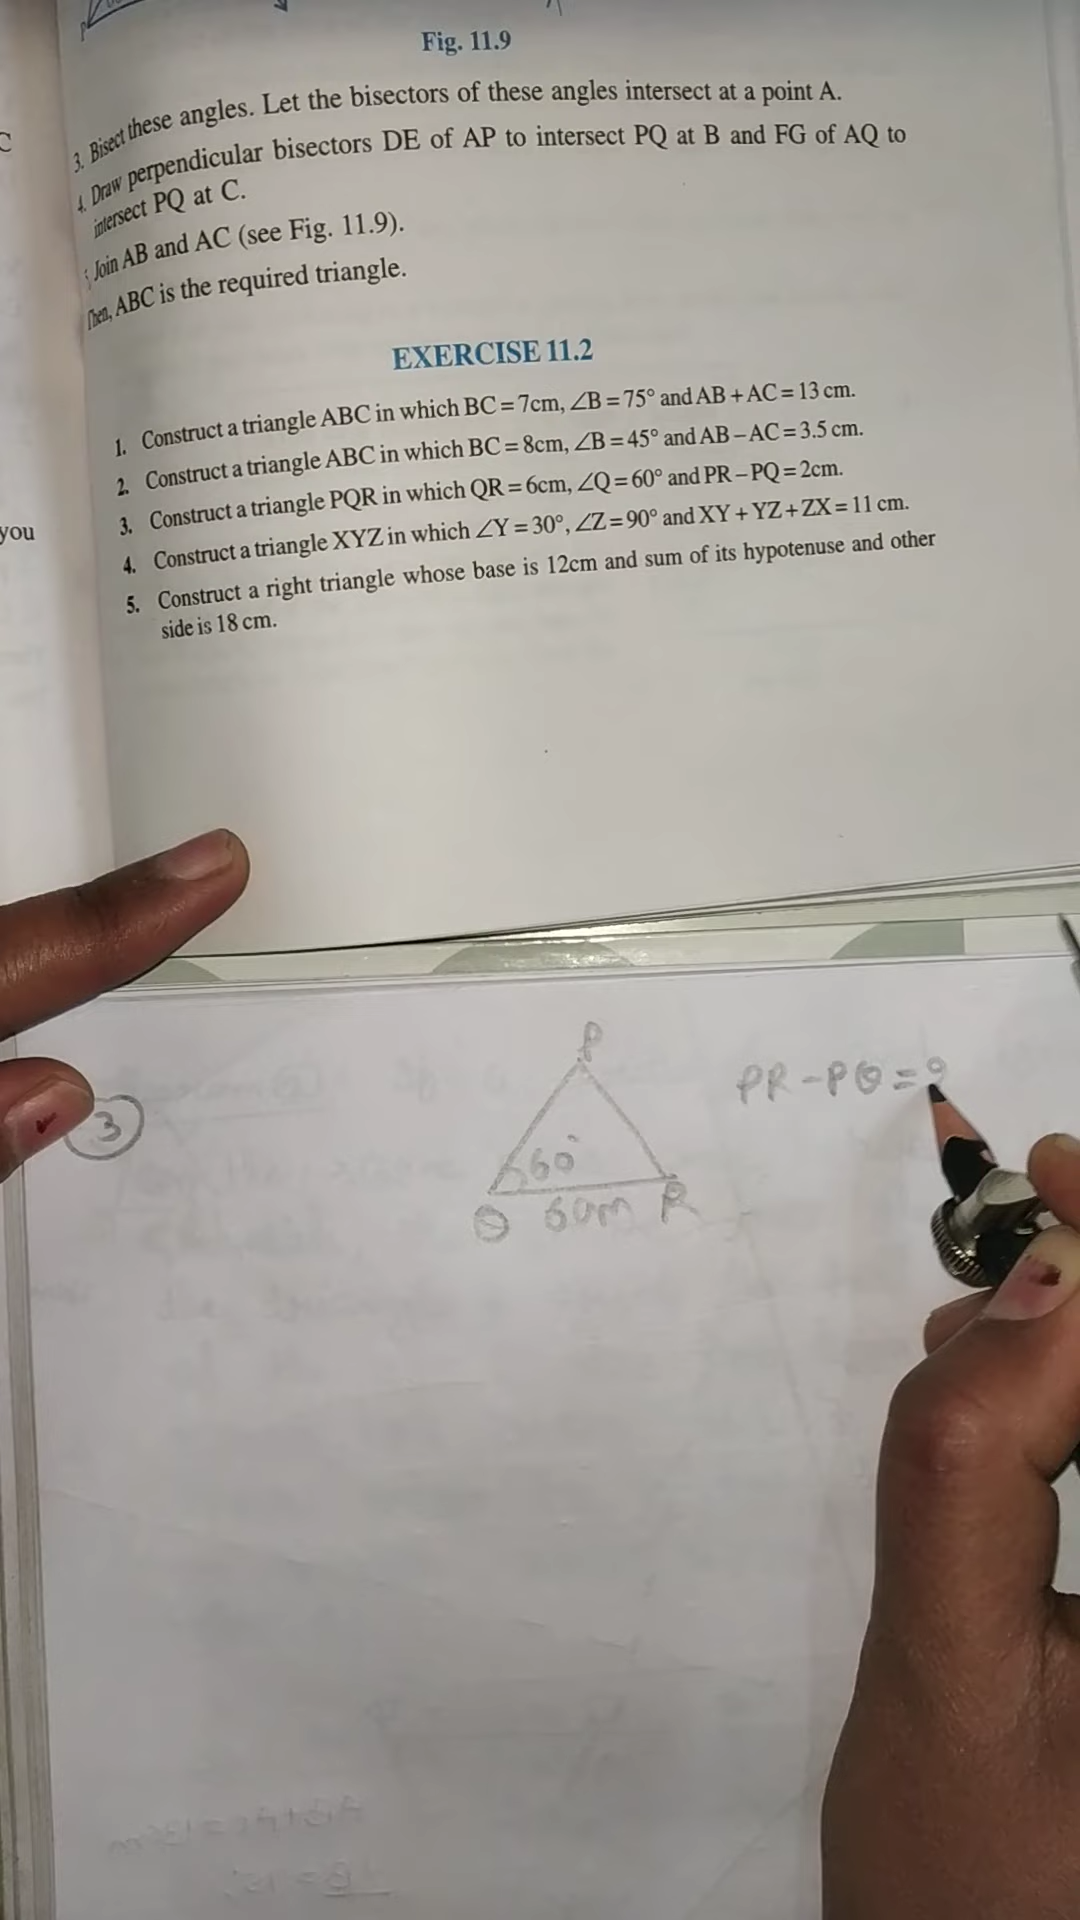 Fig. 11.9
3. Bisect these angles. Let the bisectors of these angles intersect at a point A.
4. Draw perpendicular bisectors DE of AP to intersect PQ at B and FG of AQ to
intersect PQ at C.
Join AB and AC (see Fig. 11.9).
Then, ABC is the required triangle.
EXERCISE 11.2
1. Construct a triangle ABC in which BC = 7cm, ∠B = 75° and AB + AC = 13 cm.
2. Construct a triangle ABC in which BC = 8cm, ∠B = 45° and AB – AC = 3.5 cm.
3. Construct a triangle PQR in which QR = 6cm, ∠Q = 60° and PR – PQ = 2cm.
you
4. Construct a triangle XYZ in which ∠Y = 30°, ∠Z = 90° and XY + YZ + ZX = 11 cm.
5. Construct a right triangle whose base is 12cm and sum of its hypotenuse and other
side is 18 cm.
P
PR - PQ =
3
60°
Q 6cm R